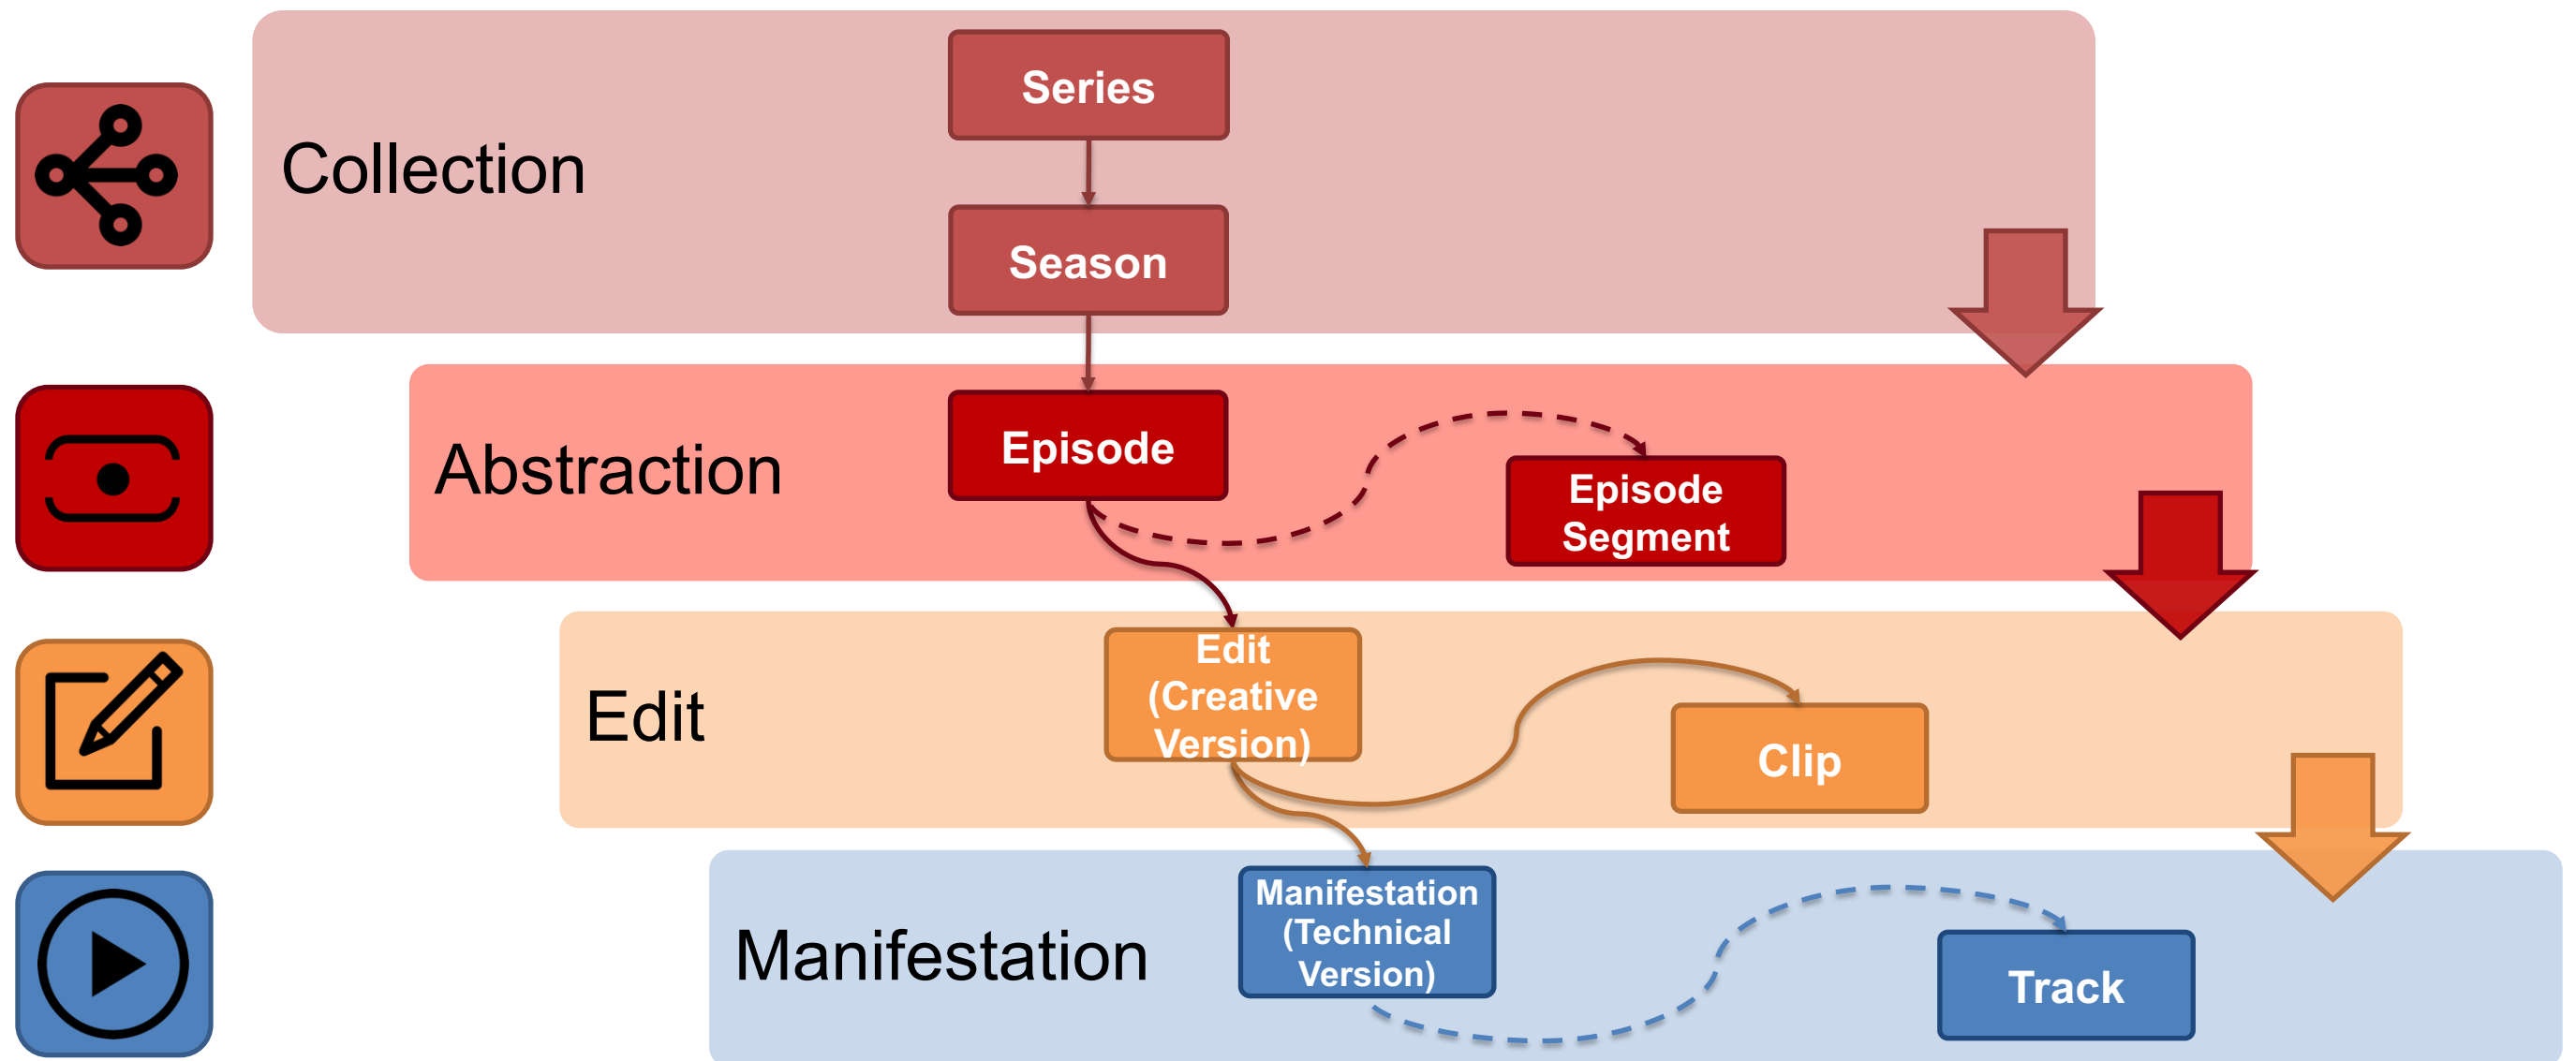 Series
Collection
Season
Episode
Abstraction
Episode
Segment
Edit
(Creative
Version)
Edit
Clip
Manifestation
(Technical
Version)
Manifestation
Track